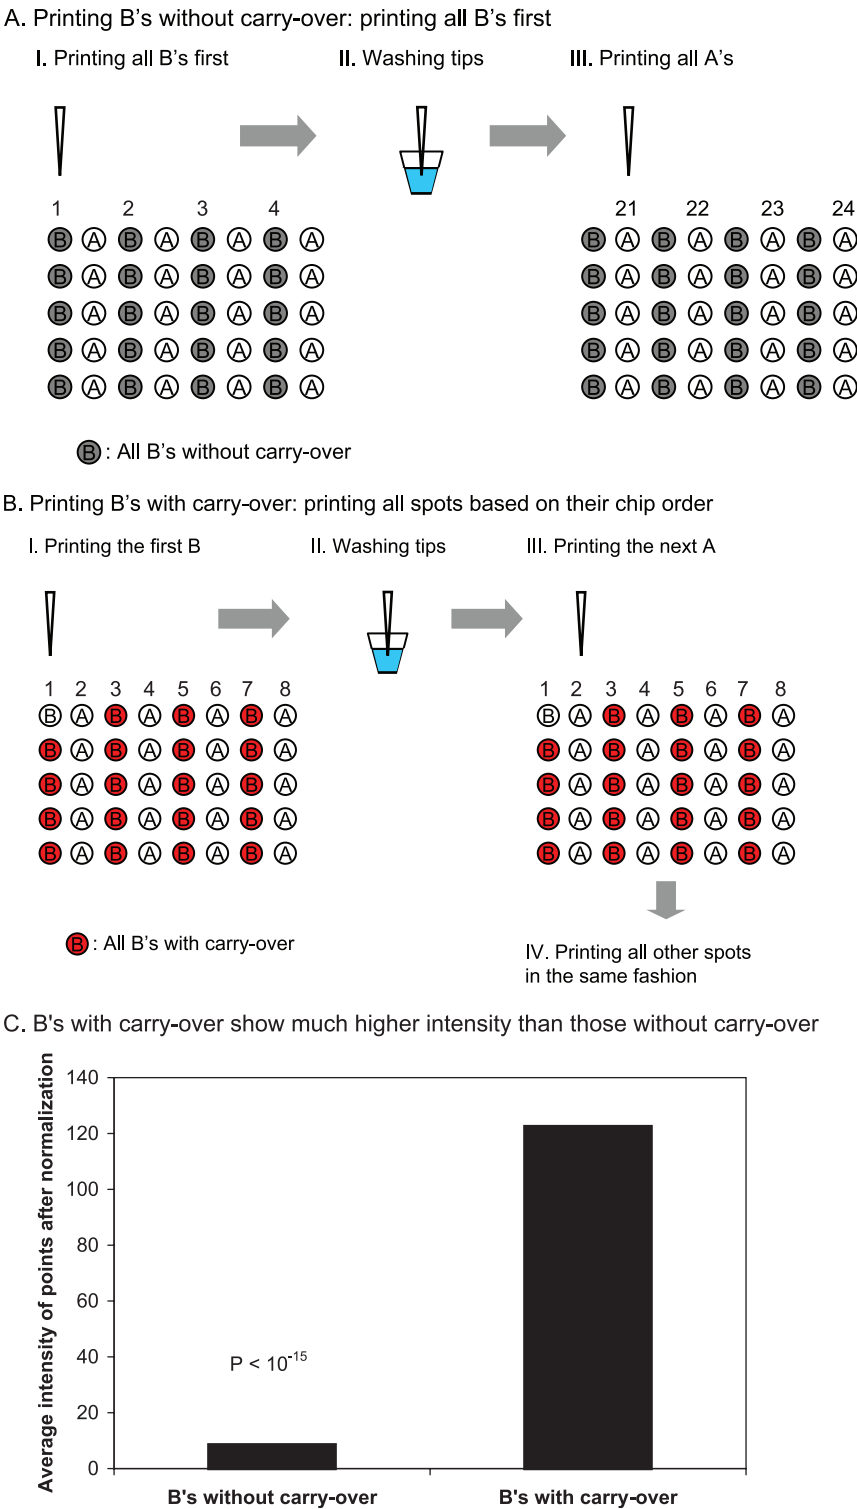 A. Printing B's without carry-over: printing all B's first
I. Printing all B's first II. Washing tips III. Printing all A's
1 2 3 4 21 22 23 24
B A B A B A B A B A B A B A B A
B A B A B A B A B A B A B A B A
B A B A B A B A B A B A B A B A
B A B A B A B A B A B A B A B A
B A B A B A B A B A B A B A B A
B : All B's without carry-over
B. Printing B's with carry-over: printing all spots based on their chip order
I. Printing the first B II. Washing tips III. Printing the next A
1 2 3 4 5 6 7 8 1 2 3 4 5 6 7 8
B A B A B A B A B A B A B A B A
B A B A B A B A B A B A B A B A
B A B A B A B A B A B A B A B A
B A B A B A B A B A B A B A B A
B A B A B A B A B A B A B A B A
B : All B's with carry-over
IV. Printing all other spots
in the same fashion
C. B's with carry-over show much higher intensity than those without carry-over
Average intensity of points after normalization
140
120
100
80
60
40
20
0
P < 10^-15
B's without carry-over B's with carry-over